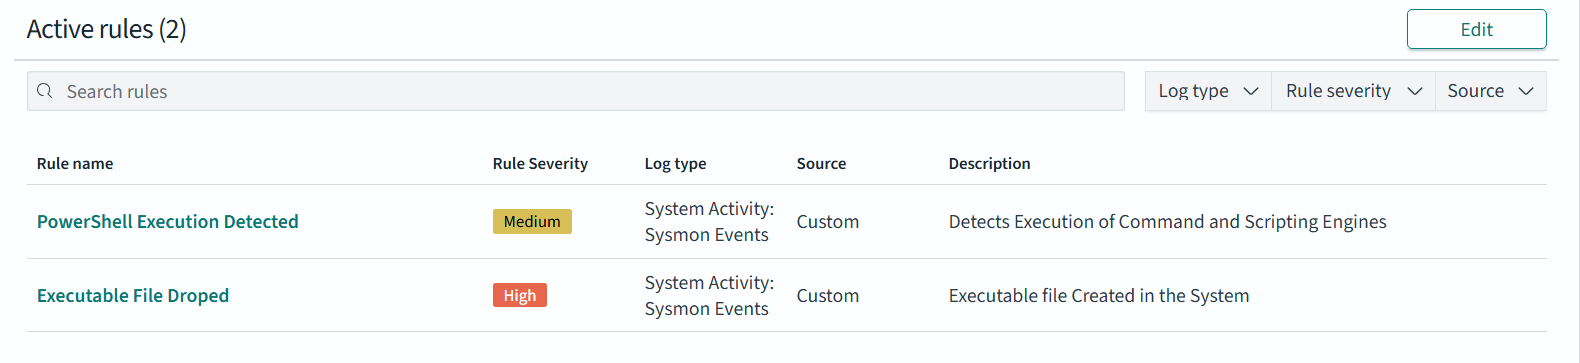 Active rules (2)
Edit
Search rules
Log type
Rule severity
Source
Rule name
Rule Severity
Log type
Source
Description
PowerShell Execution Detected
Medium
System Activity:
Sysmon Events
Custom
Detects Execution of Command and Scripting Engines
Executable File Droped
High
System Activity:
Sysmon Events
Custom
Executable file Created in the System